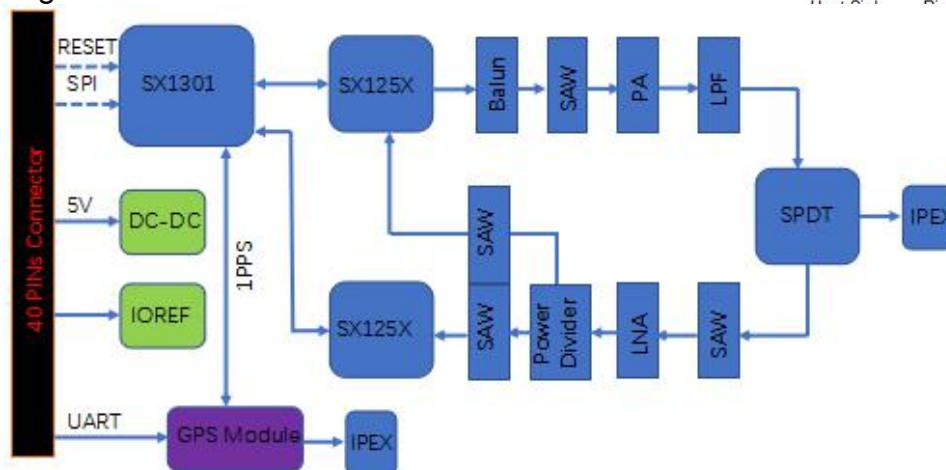 RESET
SPI
SX1301
SX125X
Balun
SAW
PA
LPF
40 PINs Connector
5V
DC-DC
1PPS
SAW
SPDT
IPEX
IOREF
SX125X
SAW
Power
Divider
LNA
SAW
UART
GPS Module
IPEX